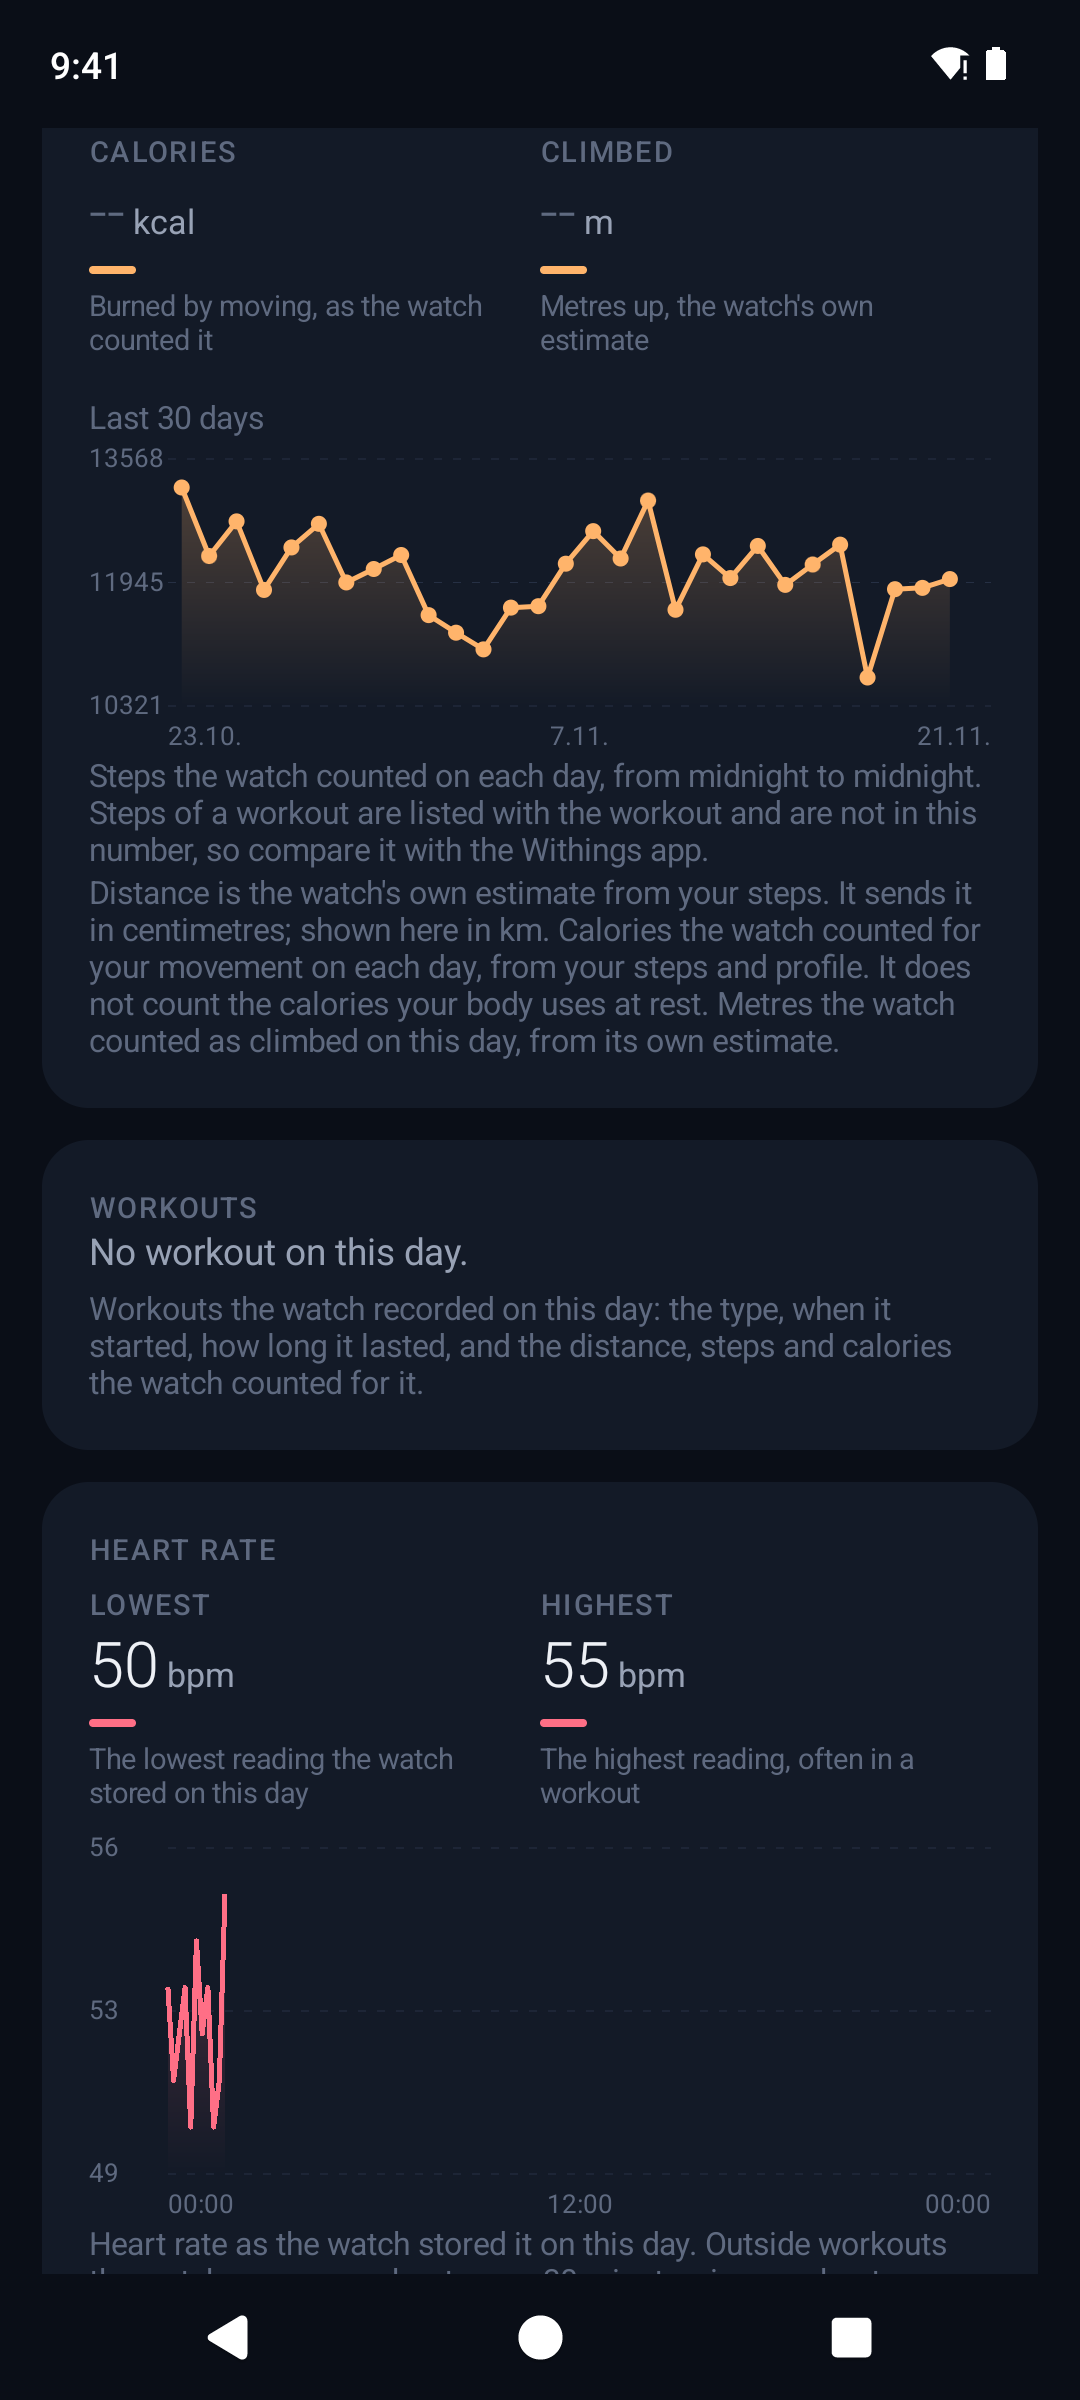 9:41
CALORIES
CLIMBED
-- kcal
-- m
Burned by moving, as the watch
counted it
Metres up, the watch's own
estimate
Last 30 days
13568
11945
10321
23.10.
7.11.
21.11.
Steps the watch counted on each day, from midnight to midnight.
Steps of a workout are listed with the workout and are not in this
number, so compare it with the Withings app.
Distance is the watch's own estimate from your steps. It sends it
in centimetres; shown here in km. Calories the watch counted for
your movement on each day, from your steps and profile. It does
not count the calories your body uses at rest. Metres the watch
counted as climbed on this day, from its own estimate.
WORKOUTS
No workout on this day.
Workouts the watch recorded on this day: the type, when it
started, how long it lasted, and the distance, steps and calories
the watch counted for it.
HEART RATE
LOWEST
HIGHEST
50 bpm
55 bpm
The lowest reading the watch
stored on this day
The highest reading, often in a
workout
56
53
49
00:00
12:00
00:00
Heart rate as the watch stored it on this day. Outside workouts